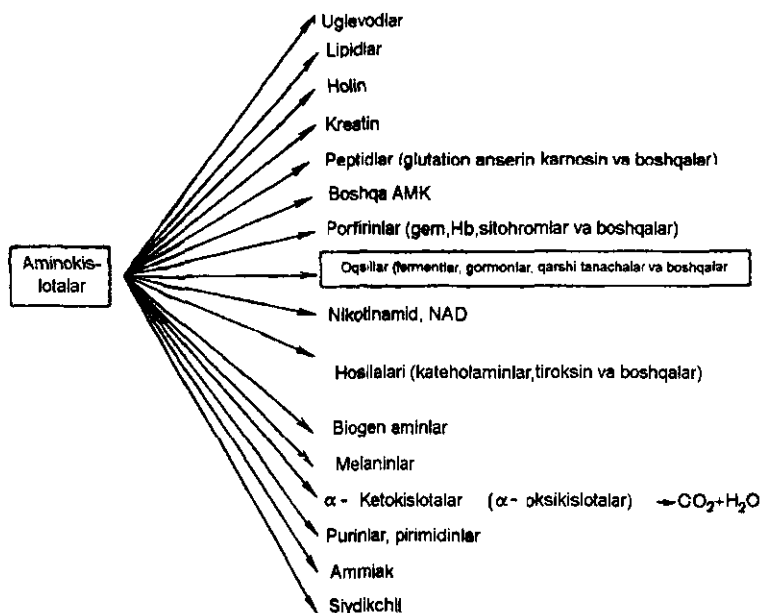 Uglevodlar
Lipidlar
Holin
Kreatin
Peptidlar (glutation anserin karnosin va boshqalar)
Boshqa AMK
Porfirinlar (gem,Hb,sitohromlar va boshqalar)
Aminokis-
lotalar
Oqsillar (fermentlar, gormonlar, qarshi tanachalar va boshqalar
Nikotinamid, NAD
Hosilalari (kateholaminlar,tiroksin va boshqalar)
Biogen aminlar
Melaninlar
α - Ketokislotalar (α - oksikislotalar) → CO₂+H₂O
Purinlar, pirimidinlar
Ammiak
Siydikchil